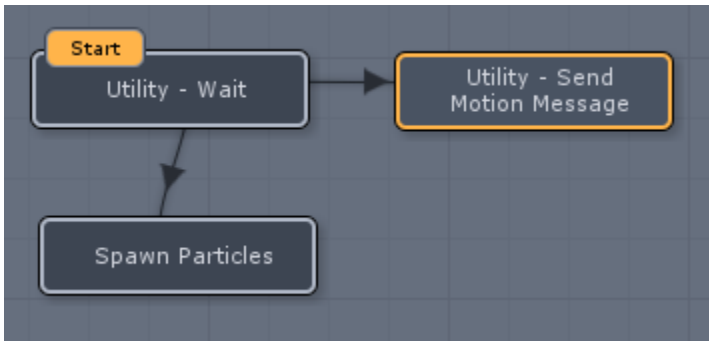 Start
Utility - Wait
Utility - Send
Motion Message
Spawn Particles